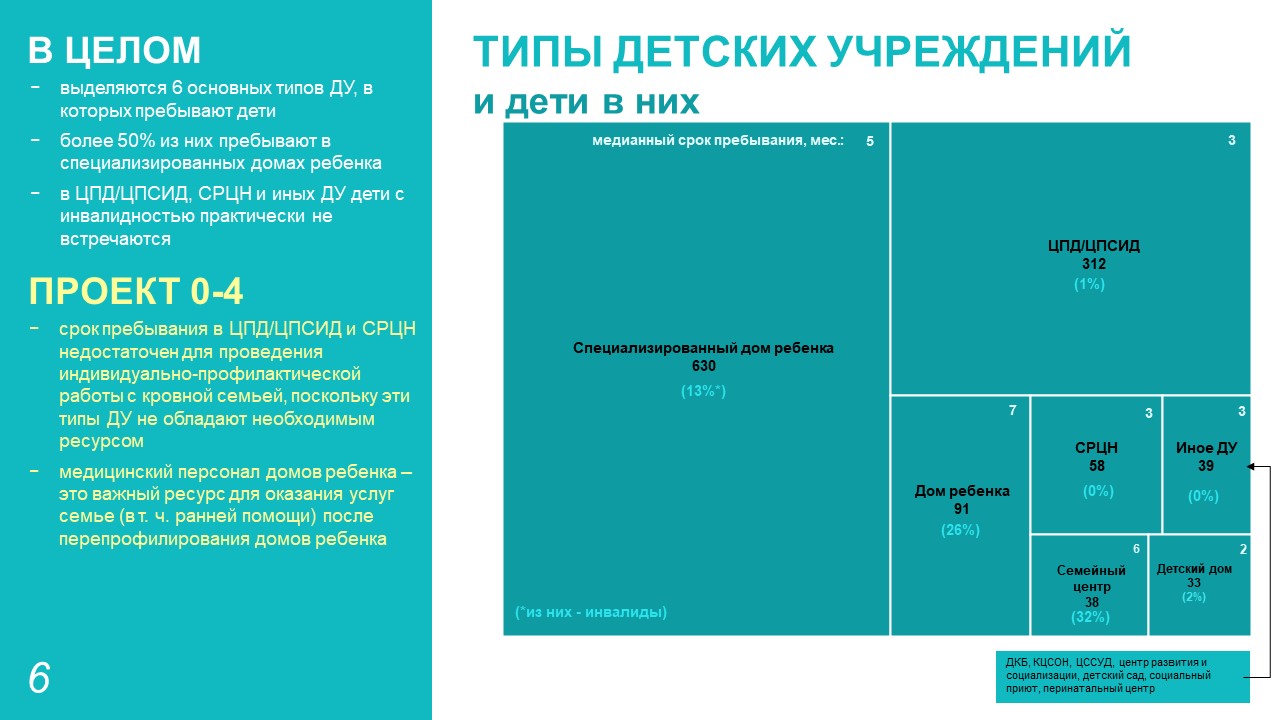 В ЦЕЛОМ
− выделяются 6 основных типов ДУ, в
которых пребывают дети
− более 50% из них пребывают в
специализированных домах ребенка
− в ЦПД/ЦПСИД, СРЦН и иных ДУ дети с
инвалидностью практически не
встречаются
ПРОЕКТ 0-4
− срок пребывания в ЦПД/ЦПСИД и СРЦН
недостаточен для проведения
индивидуально-профилактической
работы с кровной семьей, поскольку эти
типы ДУ не обладают необходимым
ресурсом
− медицинский персонал домов ребенка –
это важный ресурс для оказания услуг
семье (в т. ч. ранней помощи) после
перепрофилирования домов ребенка
6
ТИПЫ ДЕТСКИХ УЧРЕЖДЕНИЙ
и дети в них
медианный срок пребывания, мес.: 5
Специализированный дом ребенка
630
(13%*)
(*из них - инвалиды)
3
ЦПД/ЦПСИД
312
(1%)
7
Дом ребенка
91
(26%)
3
СРЦН
58
(0%)
3
Иное ДУ
39
(0%)
6
Семейный
центр
38
(32%)
2
Детский дом
33
(2%)
ДКБ, КЦСОН, ЦССУД, центр развития и
социализации, детский сад, социальный
приют, перинатальный центр